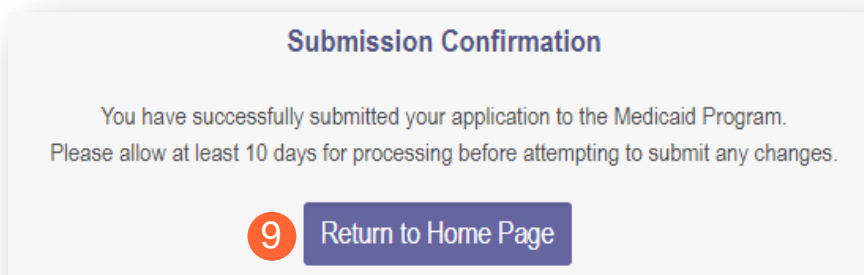 Submission Confirmation
You have successfully submitted your application to the Medicaid Program.
Please allow at least 10 days for processing before attempting to submit any changes.
9 Return to Home Page